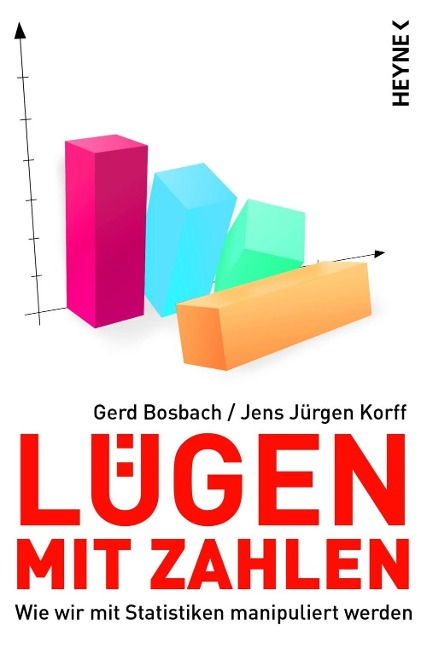 HEYNE
Gerd Bosbach / Jens Jürgen Korff
LÜGEN
MIT ZAHLEN
Wie wir mit Statistiken manipuliert werden